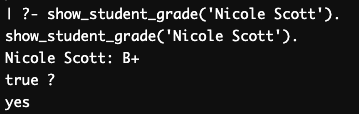 | ?- show_student_grade('Nicole Scott').
show_student_grade('Nicole Scott').
Nicole Scott: B+
true ?
yes